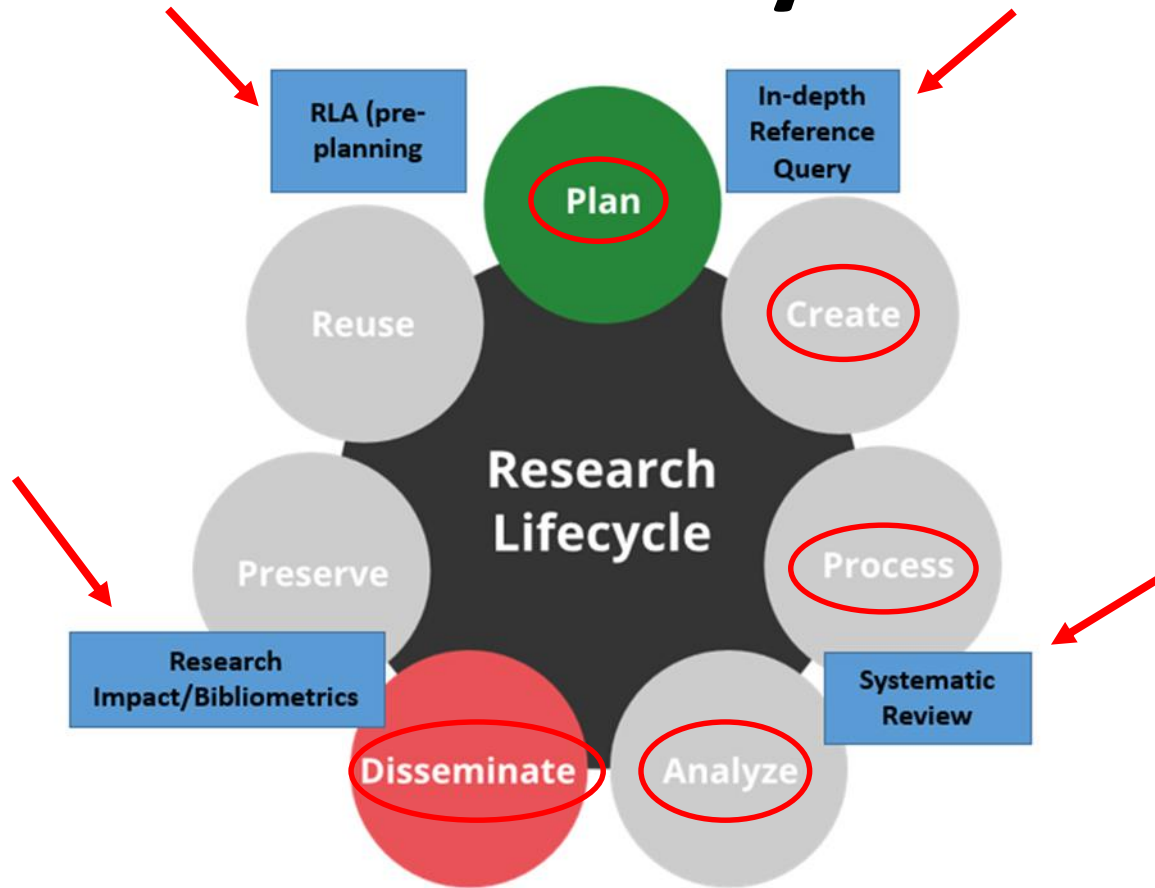 RLA (pre-
planning
In-depth
Reference
Query
Plan
Reuse
Create
Research
Lifecycle
Preserve
Process
Research
Impact/Bibliometrics
Systematic
Review
Disseminate
Analyze